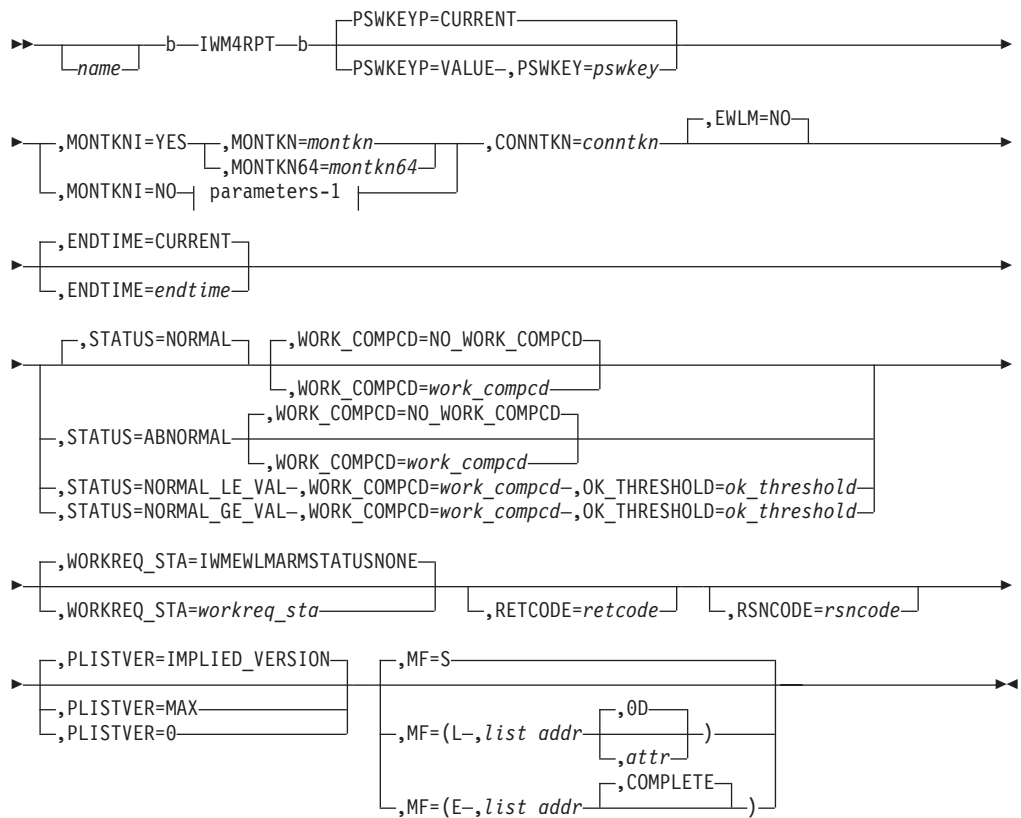 PSWKEYP=CURRENT
name b IWM4RPT b PSWKEYP=VALUE ,PSWKEY=pswkey
,EWLM=NO
,MONTKNI=YES ,MONTKN=montkn ,CONNTKN=conntkn
,MONTKN64=montkn64
,MONTKNI=NO parameters-1
,ENDTIME=CURRENT
,ENDTIME=endtime
,STATUS=NORMAL ,WORK_COMPCD=NO_WORK_COMPCD
,WORK_COMPCD=work_compcd
,WORK_COMPCD=NO_WORK_COMPCD
,STATUS=ABNORMAL
,WORK_COMPCD=work_compcd
,STATUS=NORMAL_LE_VAL ,WORK_COMPCD=work_compcd ,OK_THRESHOLD=ok_threshold
,STATUS=NORMAL_GE_VAL ,WORK_COMPCD=work_compcd ,OK_THRESHOLD=ok_threshold
,WORKREQ_STA=IWMEWLMARMSTATUSNONE
,WORKREQ_STA=workreq_sta ,RETCODE=retcode ,RSNCODE=rsncode
,PLISTVER=IMPLIED_VERSION ,MF=S
,PLISTVER=MAX ,0D
,PLISTVER=0 ,MF=(L ,list addr )
,attr
,COMPLETE
,MF=(E ,list addr )